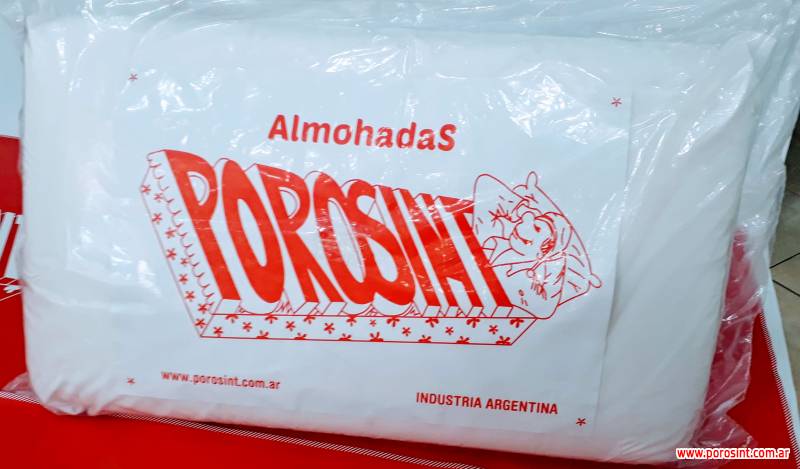 AlmohadaS
POROSINT
www.porosint.com.ar
INDUSTRIA ARGENTINA
www.porosint.com.ar